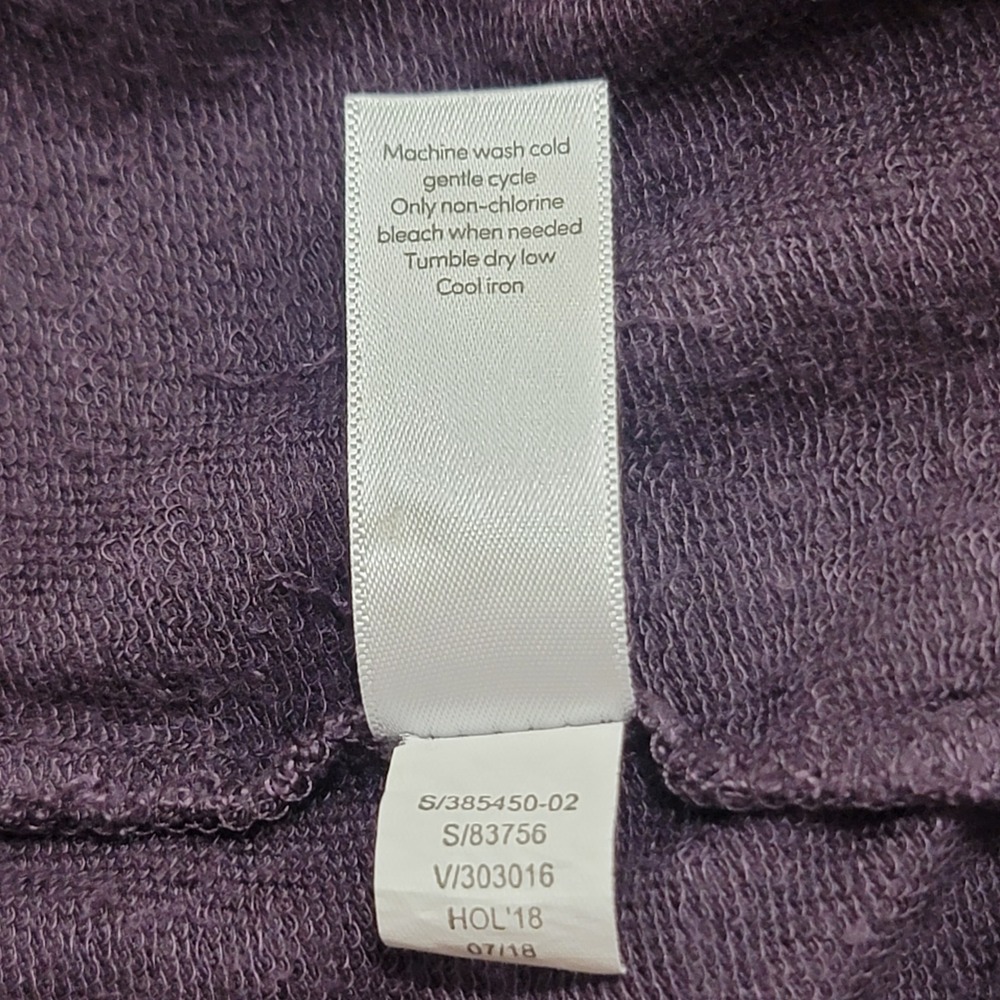 Machine wash cold
gentle cycle
Only non-chlorine
bleach when needed
Tumble dry low
Cool iron
S/385450-02
S/83756
V/303016
HOL'18
07/18